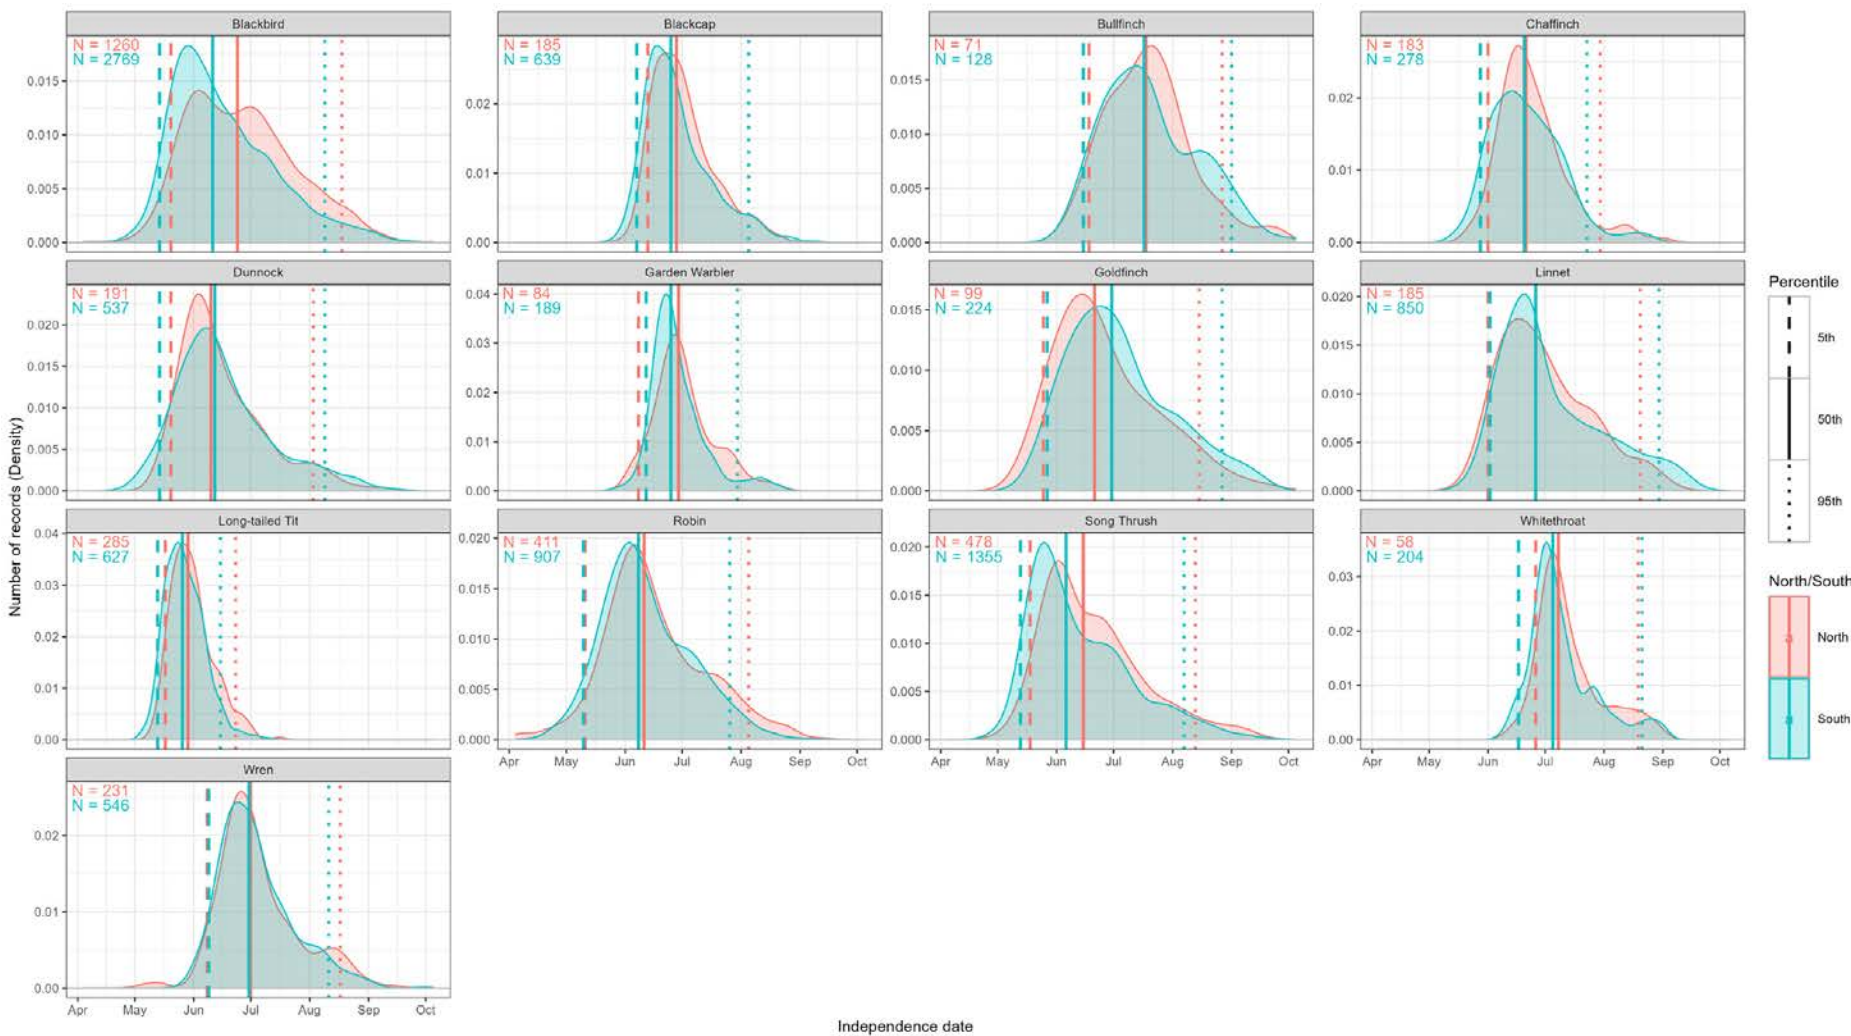 Blackbird
N = 1260
N = 2769
0.015
0.010
0.005
0.000
Blackcap
N = 185
N = 639
0.02
0.01
0.00
Bullfinch
N = 71
N = 128
0.015
0.010
0.005
0.000
Chaffinch
N = 183
N = 278
0.02
0.01
0.00
Dunnock
N = 191
N = 537
0.020
0.015
0.010
0.005
0.000
Garden Warbler
N = 84
N = 189
0.04
0.03
0.02
0.01
0.00
Goldfinch
N = 99
N = 224
0.015
0.010
0.005
0.000
Linnet
N = 185
N = 850
0.020
0.015
0.010
0.005
0.000
Long-tailed Tit
N = 285
N = 627
0.04
0.03
0.02
0.01
0.00
Robin
N = 411
N = 907
0.020
0.015
0.010
0.005
0.000
Apr May Jun Jul Aug Sep Oct
Song Thrush
N = 478
N = 1355
0.020
0.015
0.010
0.005
0.000
Apr May Jun Jul Aug Sep Oct
Whitethroat
N = 58
N = 204
0.03
0.02
0.01
0.00
Apr May Jun Jul Aug Sep Oct
Wren
N = 231
N = 546
0.02
0.01
0.00
Apr May Jun Jul Aug Sep Oct
Number of records (Density)
Independence date
Percentile
5th
50th
95th
North/South
a North
a South